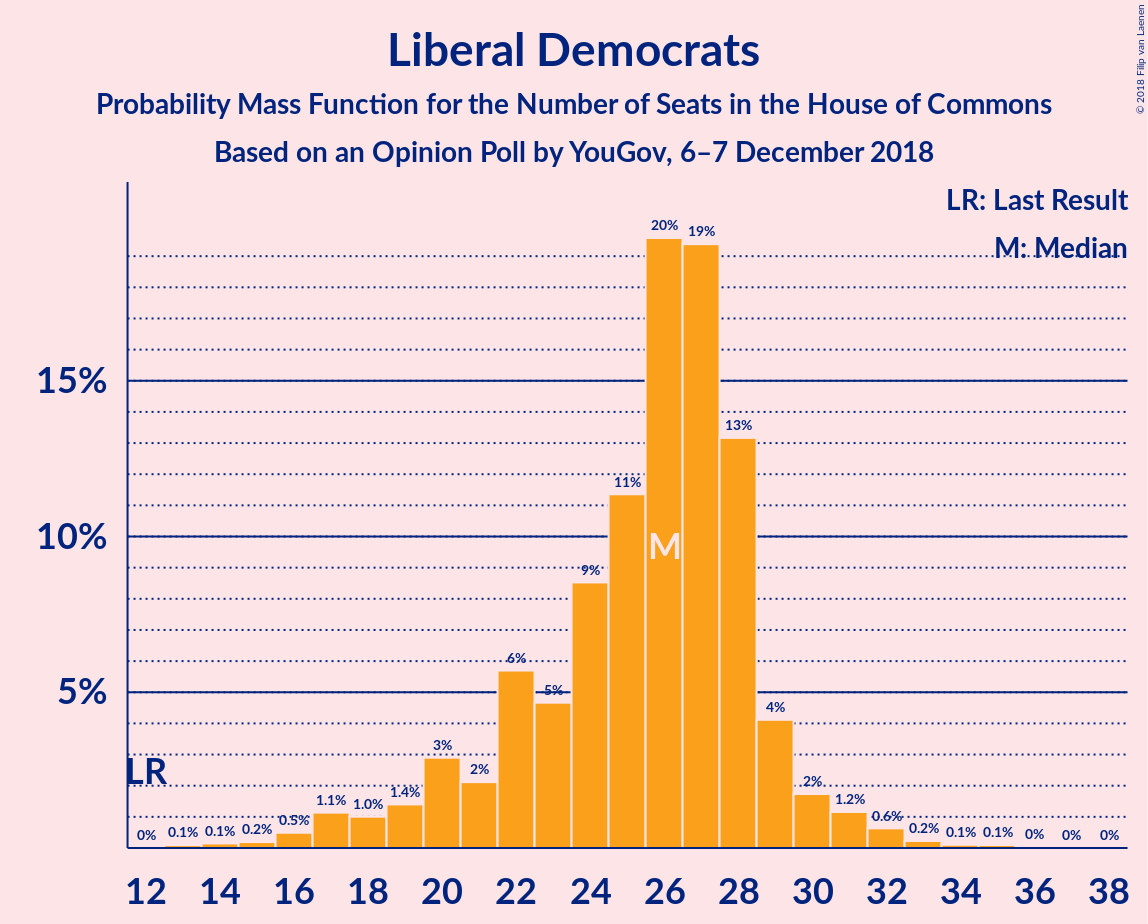 Liberal Democrats
Probability Mass Function for the Number of Seats in the House of Commons
Based on an Opinion Poll by YouGov, 6–7 December 2018
© 2018 Filip van Laenen
LR: Last Result
M: Median
15%
10%
5%
LR
M
0% 0.1% 0.1% 0.2% 0.5% 1.1% 1.0% 1.4% 3% 2% 6% 5% 9% 11% 20% 19% 13% 4% 2% 1.2% 0.6% 0.2% 0.1% 0.1% 0% 0% 0%
12 14 16 18 20 22 24 26 28 30 32 34 36 38